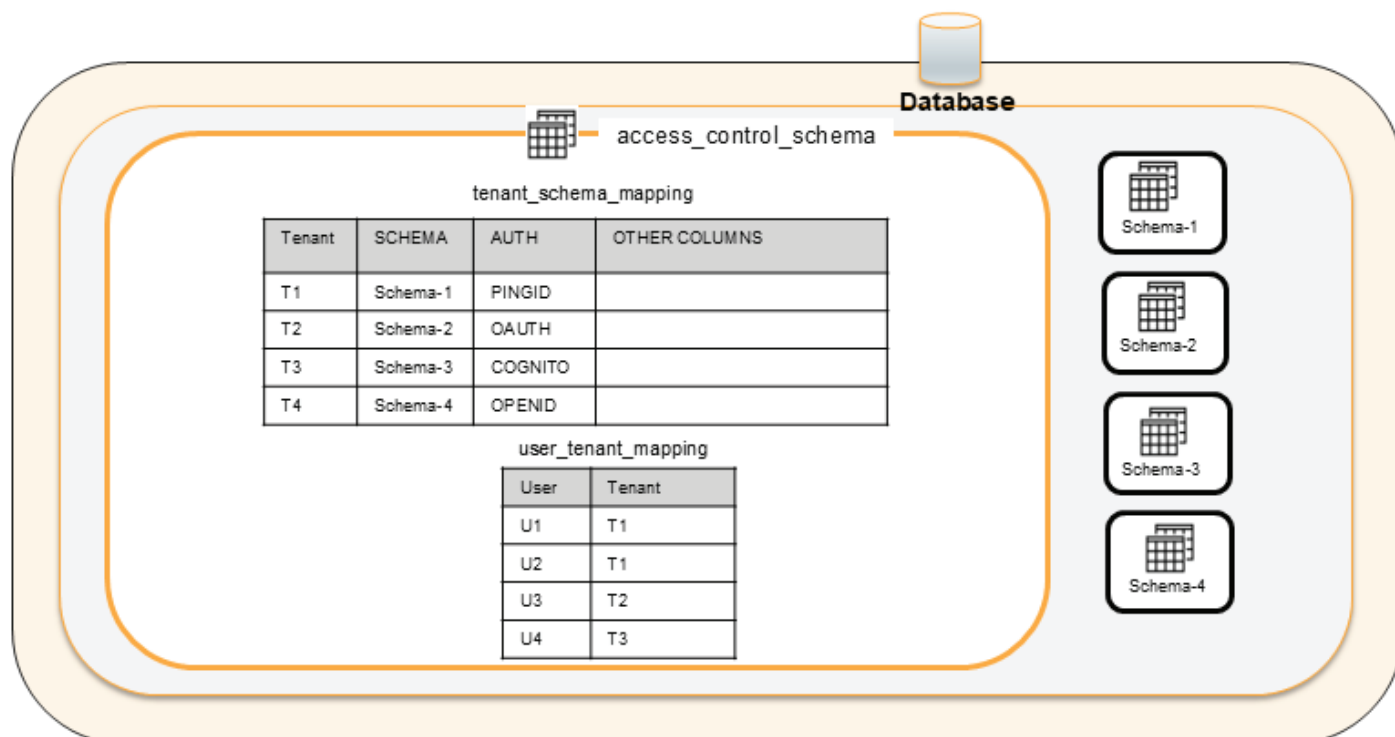 Database
access_control_schema
tenant_schema_mapping
Tenant SCHEMA AUTH OTHER COLUMNS
T1 Schema-1 PINGID
T2 Schema-2 OAUTH
T3 Schema-3 COGNITO
T4 Schema-4 OPENID
user_tenant_mapping
User Tenant
U1 T1
U2 T1
U3 T2
U4 T3
Schema-1
Schema-2
Schema-3
Schema-4